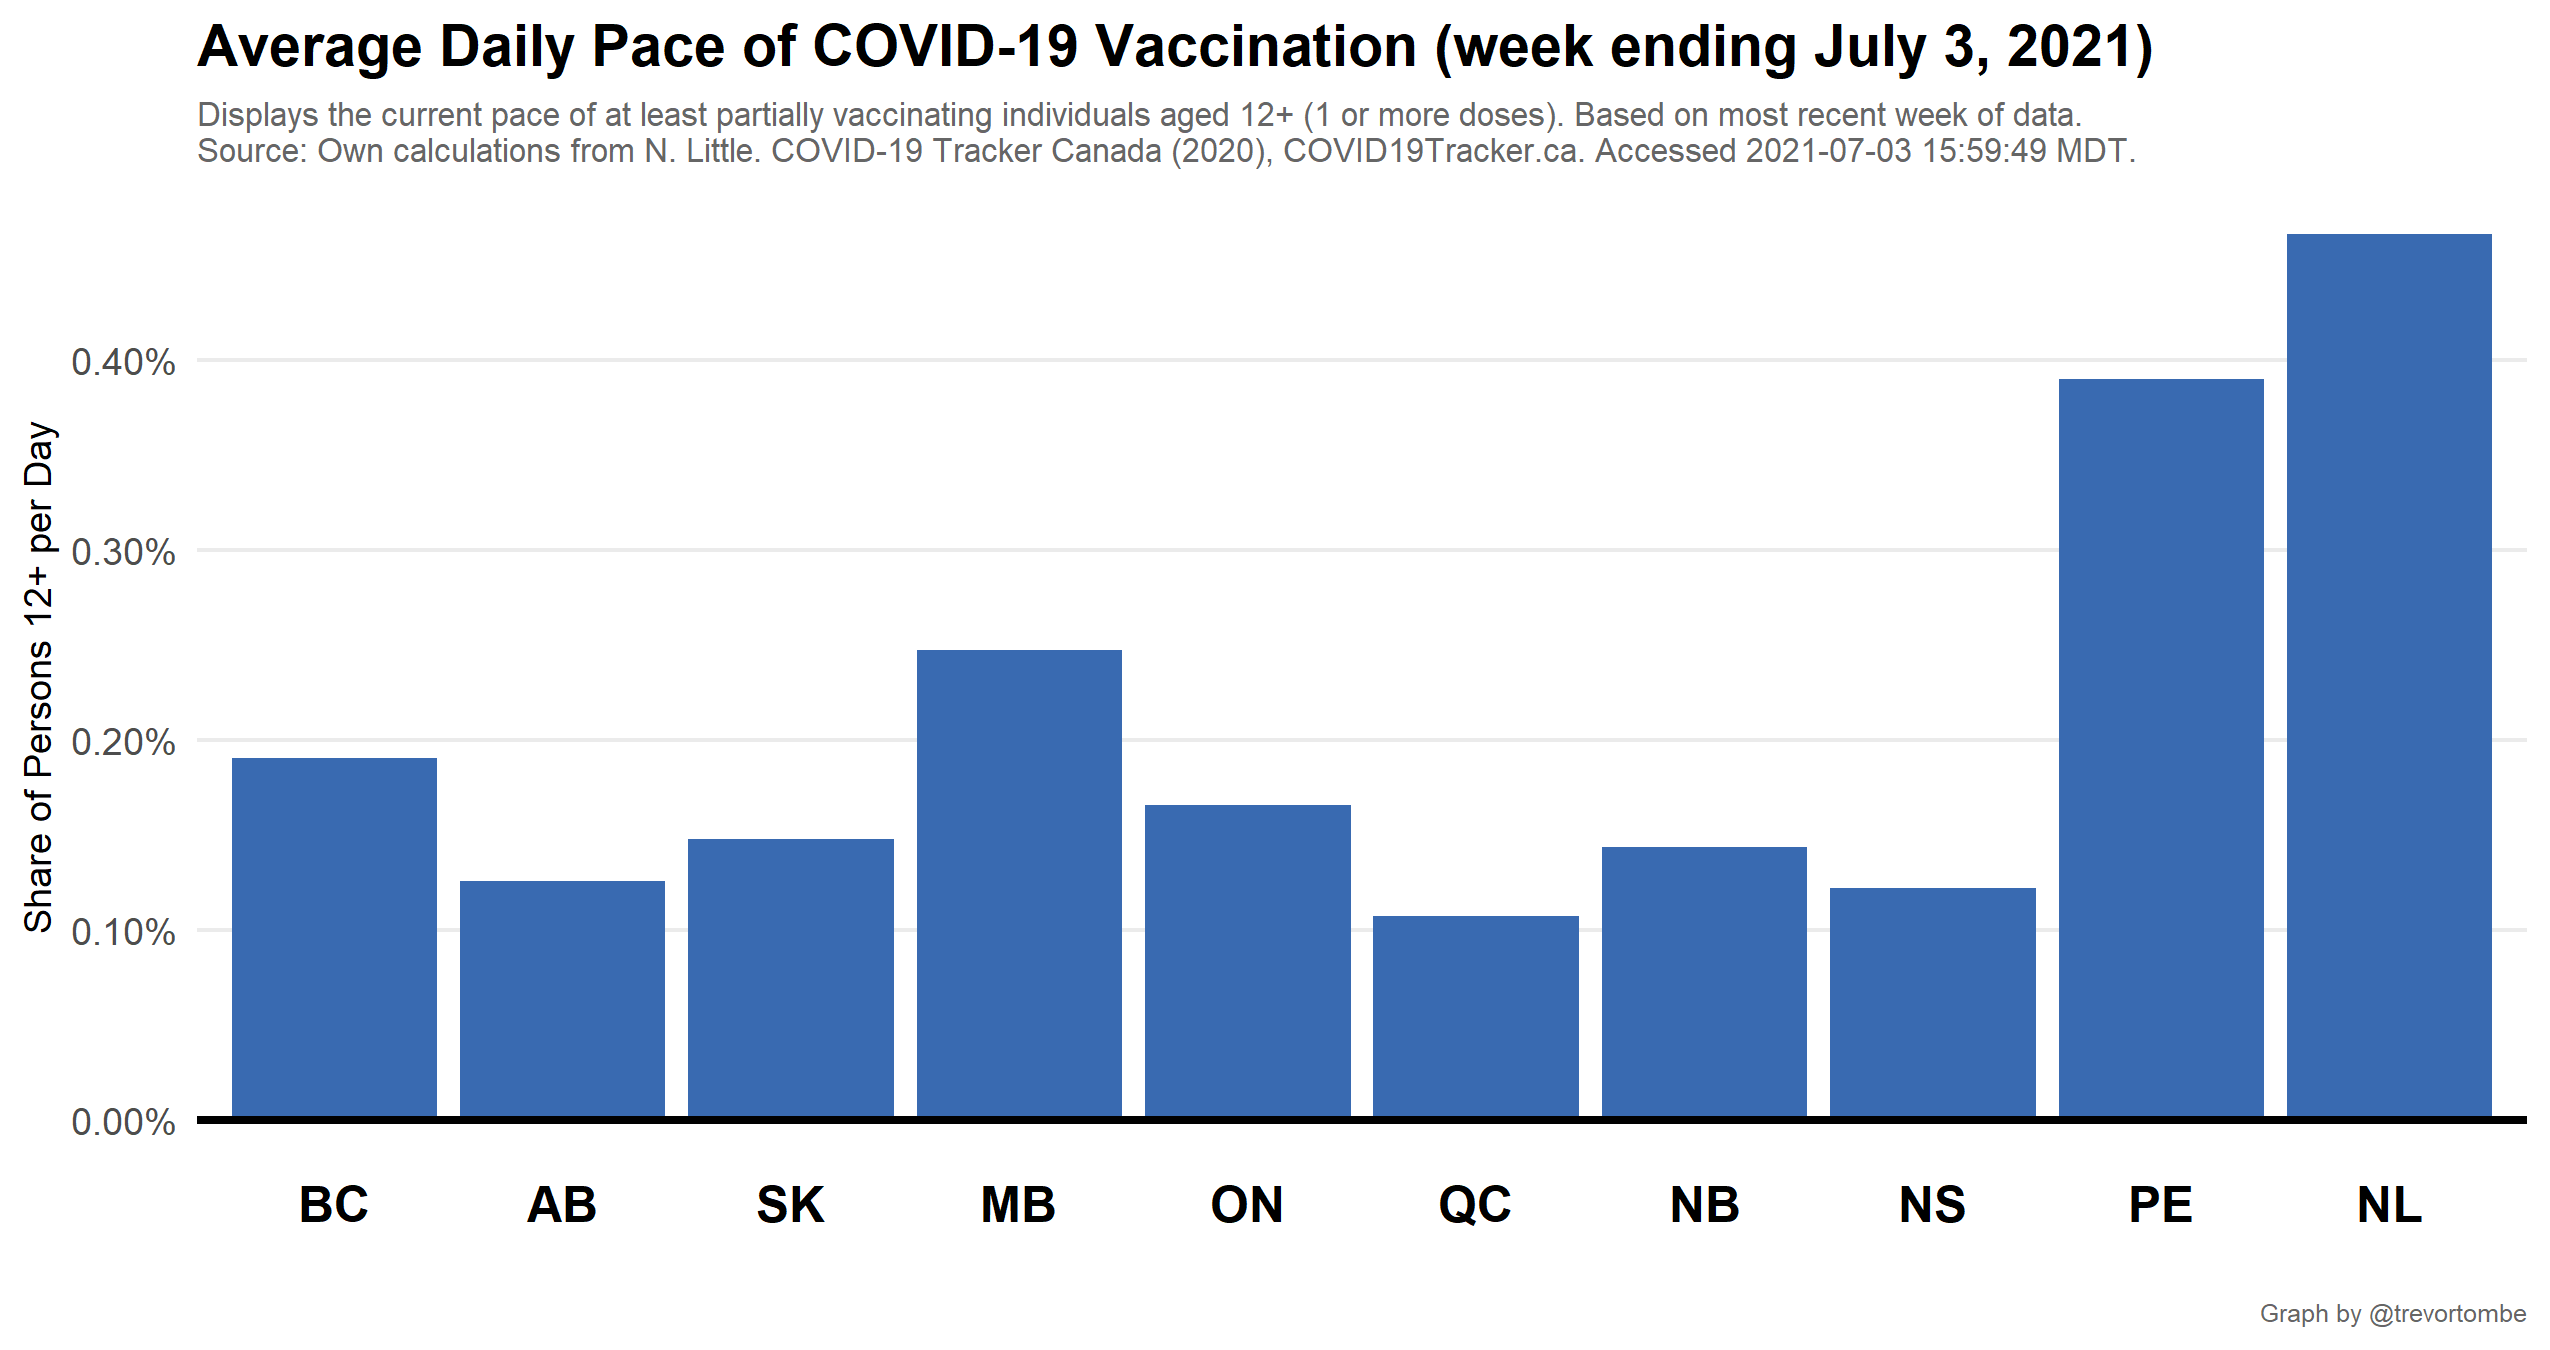 Average Daily Pace of COVID-19 Vaccination (week ending July 3, 2021)
Displays the current pace of at least partially vaccinating individuals aged 12+ (1 or more doses). Based on most recent week of data.
Source: Own calculations from N. Little. COVID-19 Tracker Canada (2020), COVID19Tracker.ca. Accessed 2021-07-03 15:59:49 MDT.
Share of Persons 12+ per Day
0.40%
0.30%
0.20%
0.10%
0.00%
BC AB SK MB ON QC NB NS PE NL
Graph by @trevortombe